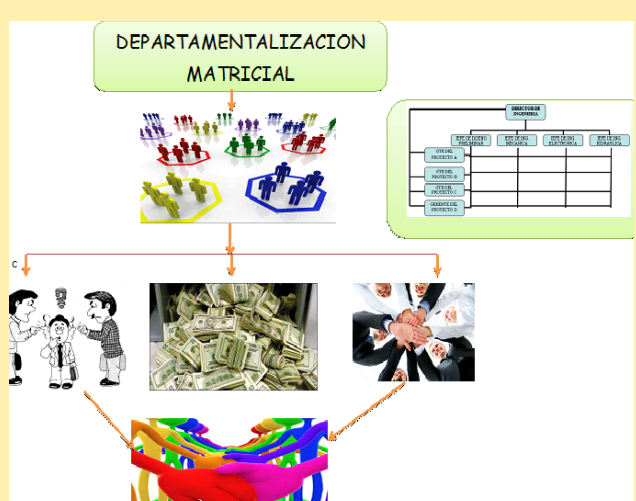 DEPARTAMENTALIZACION
MATRICIAL
DIRECTOR DE
INGENIERIA
JEFE DE DISEÑO
PRELIMINAR
JEFE DE ING
MECANICA
JEFE DE ING
ELECTRONICA
JEFE DE ING
HIDRAULICA
GTE DEL
PROYECTO A
GTE DEL
PROYECTO B
GTE DEL
PROYECTO C
GERENTE DEL
PROYECTO D
C